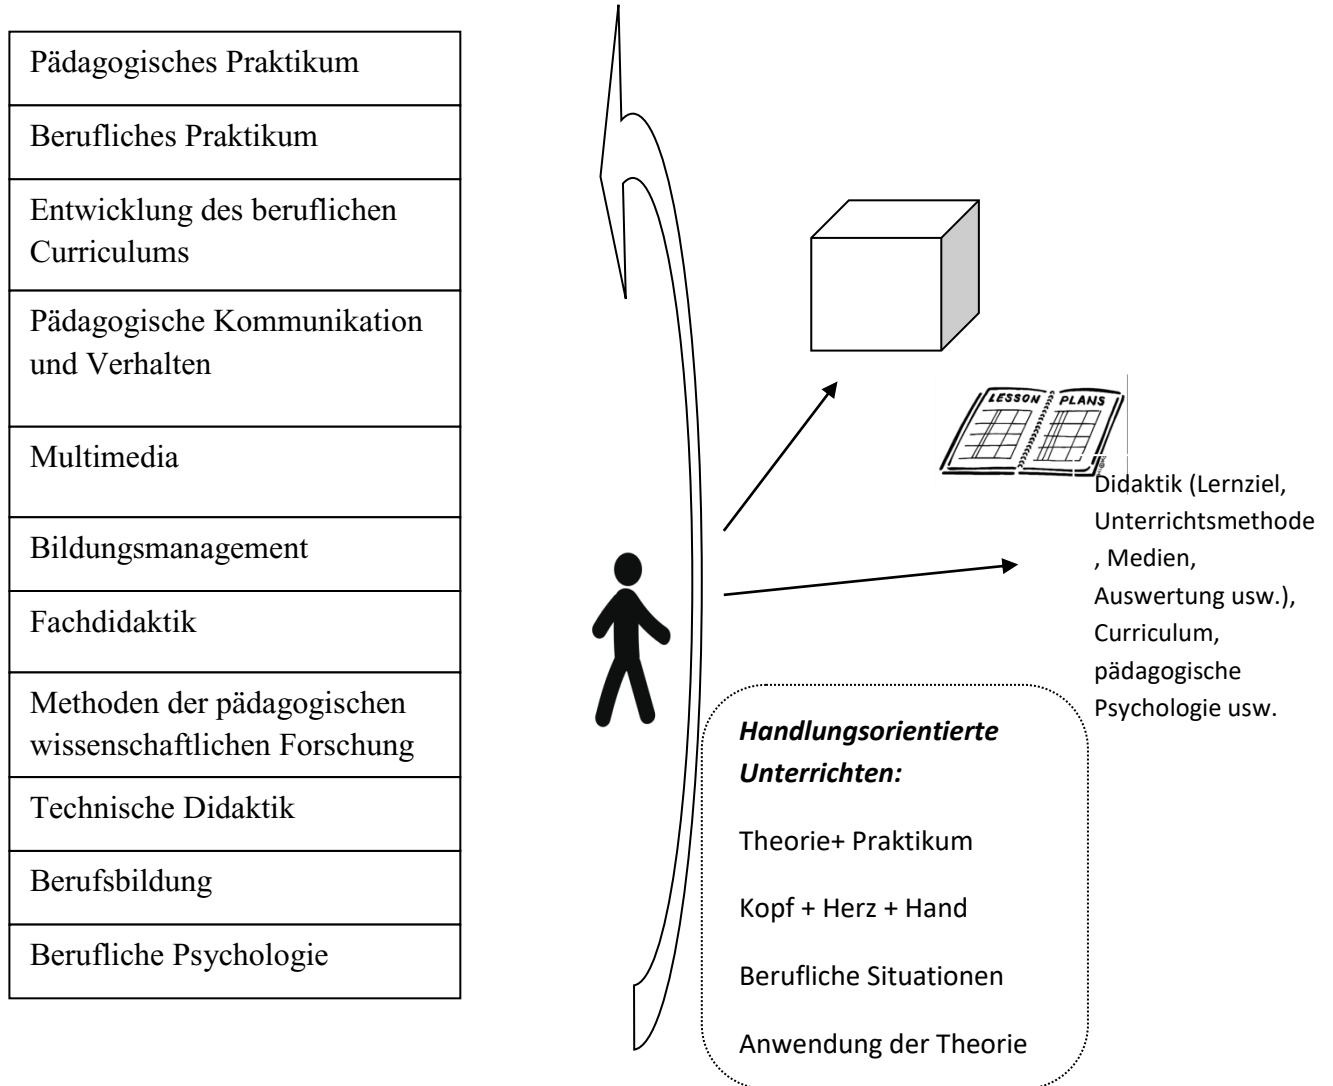 Pädagogisches Praktikum
Berufliches Praktikum
Entwicklung des beruflichen
Curriculums
Pädagogische Kommunikation
und Verhalten
Multimedia
Bildungsmanagement
Fachdidaktik
Methoden der pädagogischen
wissenschaftlichen Forschung
Technische Didaktik
Berufsbildung
Berufliche Psychologie
LESSON PLANS
Didaktik (Lernziel,
Unterrichtsmethode
, Medien,
Auswertung usw.),
Curriculum,
pädagogische
Psychologie usw.
Handlungsorientierte
Unterrichten:
Theorie+ Praktikum
Kopf + Herz + Hand
Berufliche Situationen
Anwendung der Theorie